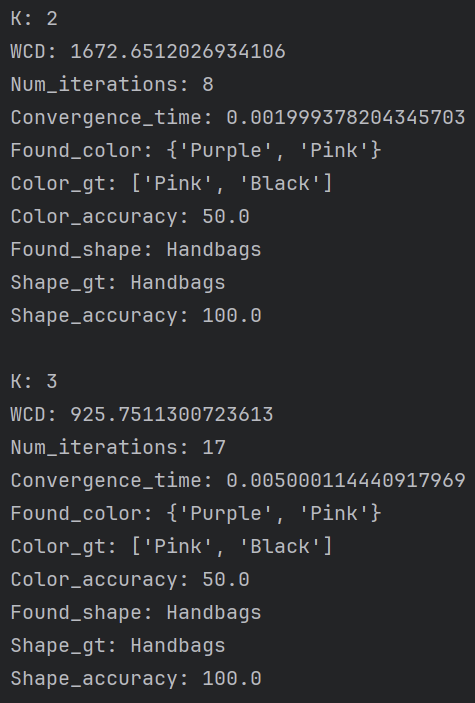 K: 2
WCD: 1672.6512026934106
Num_iterations: 8
Convergence_time: 0.001999378204345703
Found_color: {'Purple', 'Pink'}
Color_gt: ['Pink', 'Black']
Color_accuracy: 50.0
Found_shape: Handbags
Shape_gt: Handbags
Shape_accuracy: 100.0
K: 3
WCD: 925.7511300723613
Num_iterations: 17
Convergence_time: 0.005000114440917969
Found_color: {'Purple', 'Pink'}
Color_gt: ['Pink', 'Black']
Color_accuracy: 50.0
Found_shape: Handbags
Shape_gt: Handbags
Shape_accuracy: 100.0